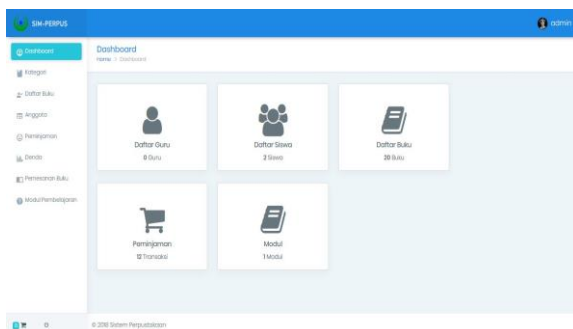 SIM-PERPUS
admin
Dashboard
Dashboard
Home > Dashboard
Kategori
Daftar Buku
Anggota
Peminjaman
Denda
Pemesanan Buku
Modul Pembelajaran
Daftar Guru
Daftar Siswa
Daftar Buku
0 Guru
2 Siswa
20 Buku
Peminjaman
Modul
12 Transaksi
1 Modul
© 2018 Sistem Perpustakaan